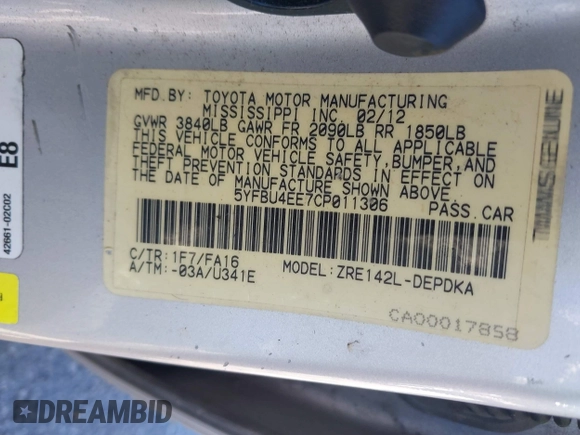 MFD.BY: TOYOTA MOTOR MANUFACTURING
MISSISSIPPI INC. 02/12
GVWR 3840LB GAWR FR 2090LB RR 1850LB
THIS VEHICLE CONFORMS TO ALL APPLICABLE
FEDERAL MOTOR VEHICLE SAFETY, BUMPER, AND
THEFT PREVENTION STANDARDS IN EFFECT ON
THE DATE OF MANUFACTURE SHOWN ABOVE.
5YFBU4EE7CP011306 PASS.CAR
C/TR:1F7/FA16
A/TM:-03A/U341E MODEL:ZRE142L-DEPDKA
CA00017858
E8
42661-02C02
a
DREAMBID